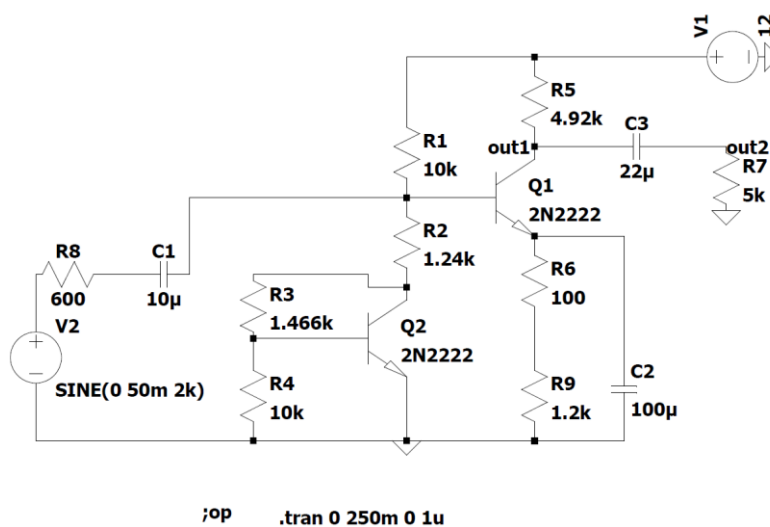 V1
12
R5
4.92k
C3
out1
out2
R1
10k
22µ
R7
5k
Q1
2N2222
R2
1.24k
R8
C1
600
10µ
R6
100
R3
1.466k
V2
Q2
2N2222
SINE(0 50m 2k)
R4
10k
R9
1.2k
C2
100µ
;op .tran 0 250m 0 1u